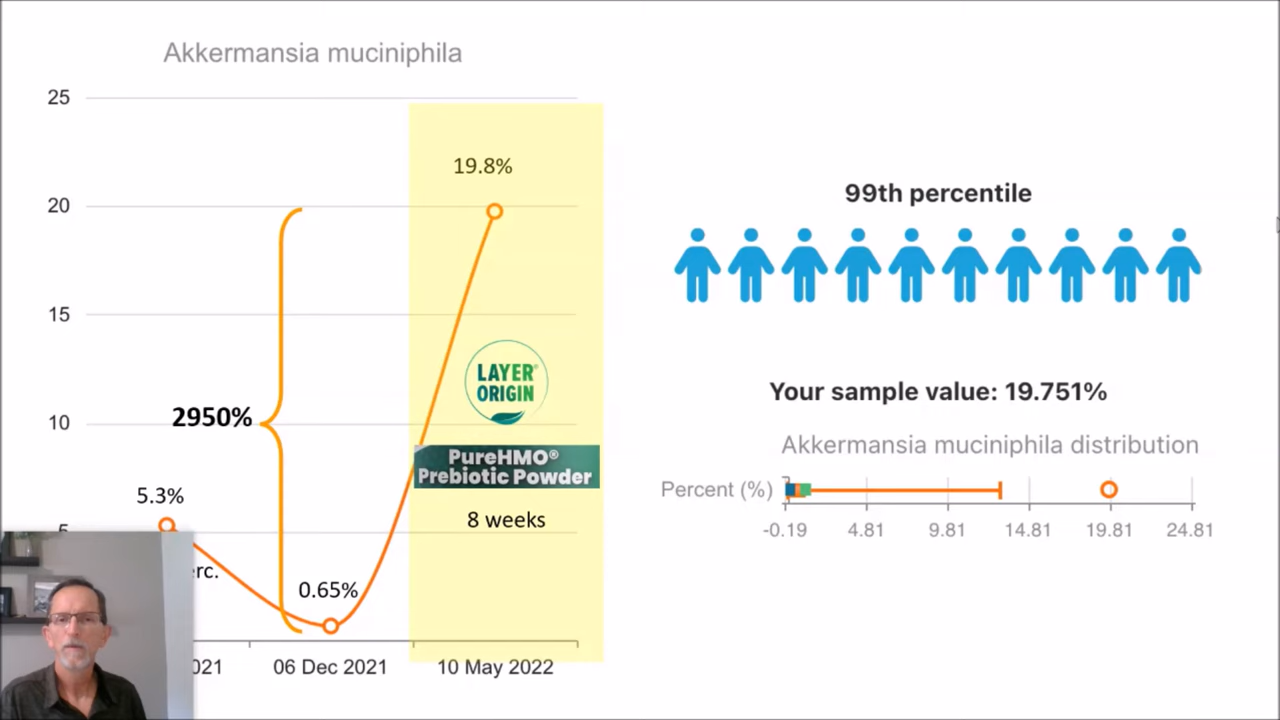 Akkermansia muciniphila
25
20
15
10
5
5.3%
2950%
0.65%
19.8%
LAYER®
ORIGIN
PureHMO®
Prebiotic Powder
8 weeks
rc.
021
06 Dec 2021
10 May 2022
99th percentile
Your sample value: 19.751%
Akkermansia muciniphila distribution
Percent (%)
-0.19 4.81 9.81 14.81 19.81 24.81